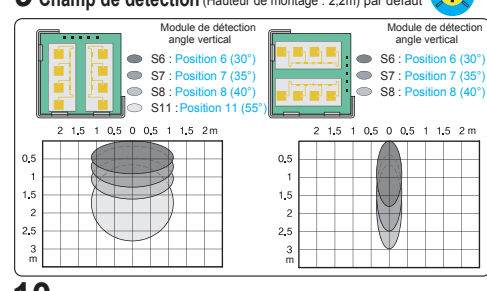 Champ de détection (Hauteur de montage : 2,2m) par défaut
Module de détection
angle vertical
S6 : Position 6 (30°)
S7 : Position 7 (35°)
S8 : Position 8 (40°)
S11 : Position 11 (55°)
2 1,5 1 0,5 0 0,5 1 1,5 2 m
0,5
1
1,5
2
2,5
3
m
Module de détection
angle vertical
S6 : Position 6 (30°)
S7 : Position 7 (35°)
S8 : Position 8 (40°)
2 1,5 1 0,5 0 0,5 1 1,5 2 m
0,5
1
1,5
2
2,5
3
m